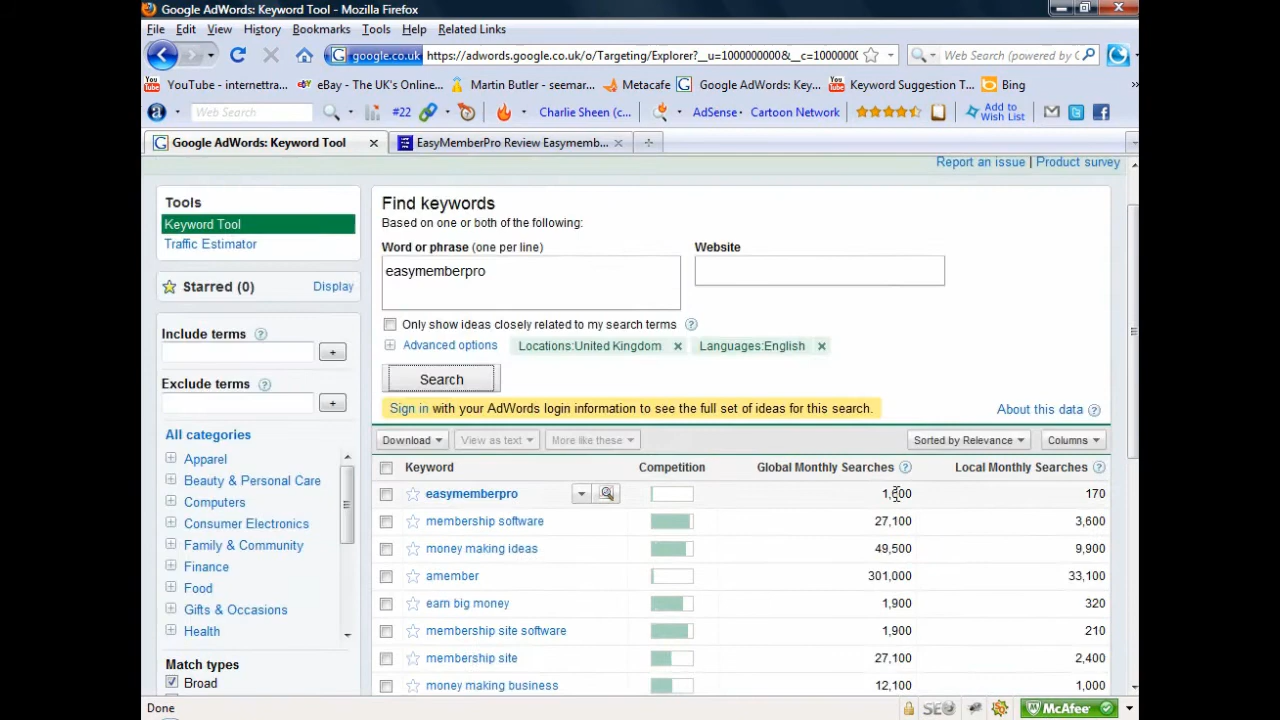 Google AdWords: Keyword Tool - Mozilla Firefox
File Edit View History Bookmarks Tools Help Related Links
google.co.uk https://adwords.google.co.uk/o/Targeting/Explorer?__u=1000000000&__c=100000( Web Search (powered by G
YouTube - internettra... eBay - The UK's Online... Martin Butler - seemar... Metacafe Google AdWords: Key... Keyword Suggestion T... Bing
Web Search #22 Charlie Sheen (c... AdSense Cartoon Network Add to Wish List
Google AdWords: Keyword Tool EasyMemberPro Review Easymemb...
Report an issue | Product survey
Tools
Keyword Tool
Traffic Estimator
Starred (0) Display
Include terms
Exclude terms
All categories
Apparel
Beauty & Personal Care
Computers
Consumer Electronics
Family & Community
Finance
Food
Gifts & Occasions
Health
Match types
Broad
Find keywords
Based on one or both of the following:
Word or phrase (one per line) Website
easymemberpro
Only show ideas closely related to my search terms
Advanced options Locations:United Kingdom Languages:English
Search
Sign in with your AdWords login information to see the full set of ideas for this search. About this data
Download View as text More like these Sorted by Relevance Columns
Keyword Competition Global Monthly Searches Local Monthly Searches
easymemberpro 170
membership software 27,100 3,600
money making ideas 49,500 9,900
amember 301,000 33,100
earn big money 1,900 320
membership site software 1,900 210
membership site 27,100 2,400
money making business 12,100 1,000
Done SEO McAfee